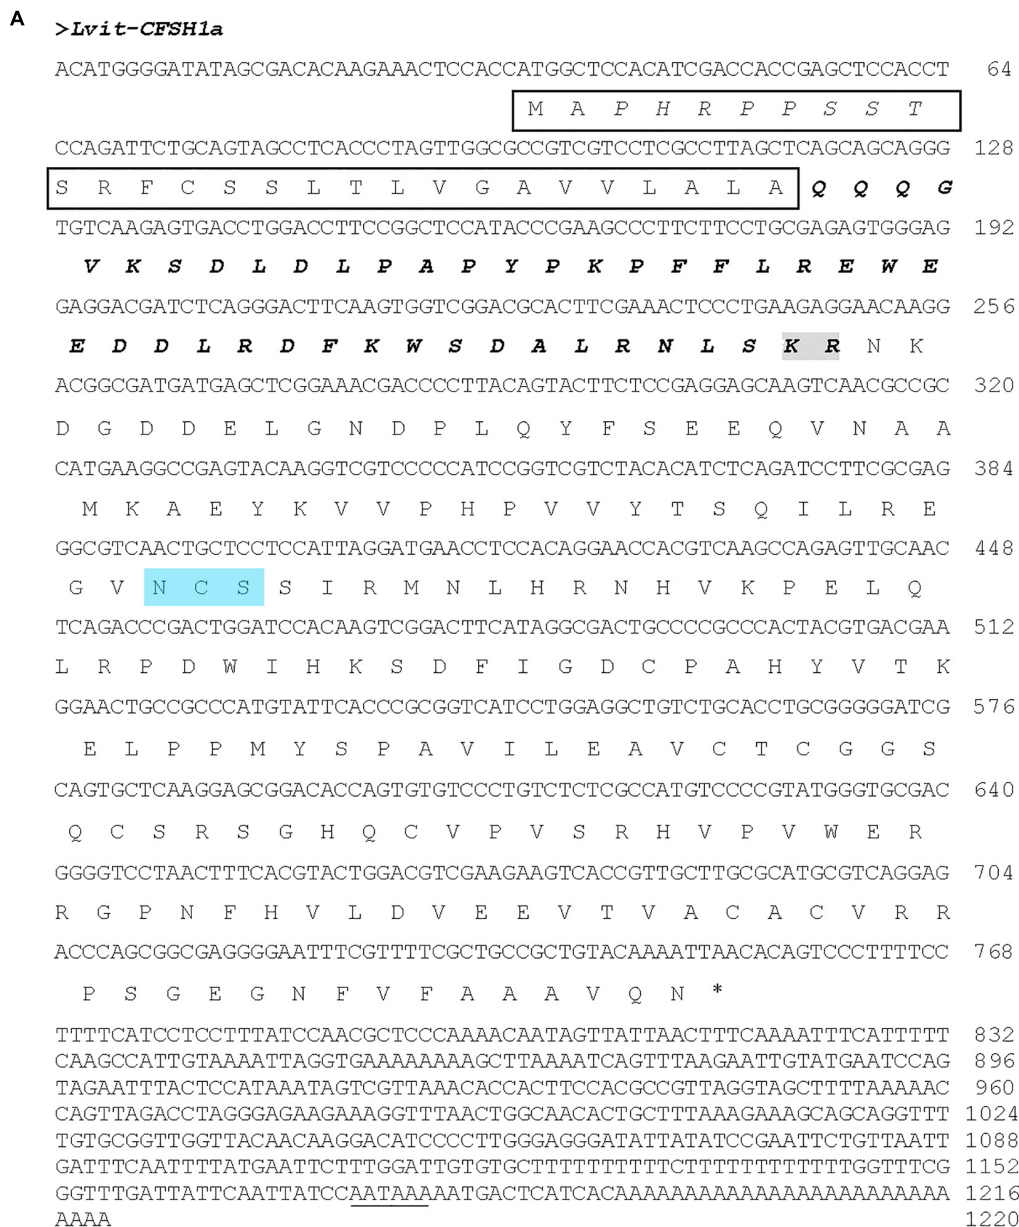 A
>Lvit-CFSH1a
ACATGGGGATATAGCGACACAAGAAACTCCACCATGGCTCCACATCGACCACCGAGCTCCACCT 64
M A P H R P P S S T
CCAGATTCTGCAGTAGCCTCACCCTAGTTGGCGCCGTCGTCCTCGCCTTAGCTCAGCAGCAGGG 128
S R F C S S L T L V G A V V L A L A Q Q Q G
TGTCAAGAGTGACCTGGACCTTCCGGCTCCATACCCGAAGCCCTTCTTCCTGCGAGAGTGGGAG 192
V K S D L D L P A P Y P K P F F L R E W E
GAGGACGATCTCAGGGACTTCAAGTGGTCGGACGCACTTCGAAACTCCCTGAAGAGGAACAAGG 256
E D D L R D F K W S D A L R N L S K R N K
ACGGCGATGATGAGCTCGGAAACGACCCCTTACAGTACTTCTCCGAGGAGCAAGTCAACGCCGC 320
D G D D E L G N D P L Q Y F S E E Q V N A A
CATGAAGGCCGAGTACAAGGTCGTCCCCCATCCGGTCGTCTACACATCTCAGATCCTTCGCGAG 384
M K A E Y K V V P H P V V Y T S Q I L R E
GGCGTCAACTGCTCCTCCATTAGGATGAACCTCCACAGGAACCACGTCAAGCCAGAGTTGCAAC 448
G V N C S S I R M N L H R N H V K P E L Q
TCAGACCCGACTGGATCCACAAGTCGGACTTCATAGGCGACTGCCCCGCCCACTACGTGACGAA 512
L R P D W I H K S D F I G D C P A H Y V T K
GGAACTGCCGCCCATGTATTCACCCGCGGTCATCCTGGAGGCTGTCTGCACCTGCGGGGGATCG 576
E L P P M Y S P A V I L E A V C T C G G S
CAGTGCTCAAGGAGCGGACACCAGTGTGTCCCTGTCTCTCGCCATGTCCCCGTATGGGTGCGAC 640
Q C S R S G H Q C V P V S R H V P V W E R
GGGGTCCTAACTTTCACGTACTGGACGTCGAAGAAGTCACCGTTGCTTGCGCATGCGTCAGGAG 704
R G P N F H V L D V E E V T V A C A C V R R
ACCCAGCGGCGAGGGGAATTTCGTTTTCGCTGCCGCTGTACAAAATTAACACAGTCCCTTTTCC 768
P S G E G N F V F A A A V Q N *
TTTTCATCCTCCTTTATCCAACGCTCCCAAAACAATAGTTATTAACTTTCAAAATTTCATTTTT 832
CAAGCCATTGTAAAATTAGGTGAAAAAAAAGCTTAAAATCAGTTTAAGAATTGTATGAATCCAG 896
TAGAATTTACTCCATAAATAGTCGTTAAACACCACTTCCACGCCGTTAGGTAGCTTTTAAAAAC 960
CAGTTAGACCTAGGGAGAAGAAAGGTTTAACTGGCAACACTGCTTTAAAGAAAGCAGCAGGTTT 1024
TGTGCGGTTGGTTACAACAAGGACATCCCCTTGGGAGGGATATTATATCCGAATTCTGTTAATT 1088
GATTTCAATTTTATGAATTCTTTGGATTGTGTGCTTTTTTTTTTCTTTTTTTTTTTTGGTTTCG 1152
GGTTTGATTATTCAATTATCCAATAAAAATGACTCATCACAAAAAAAAAAAAAAAAAAAAAAAA 1216
AAAA 1220